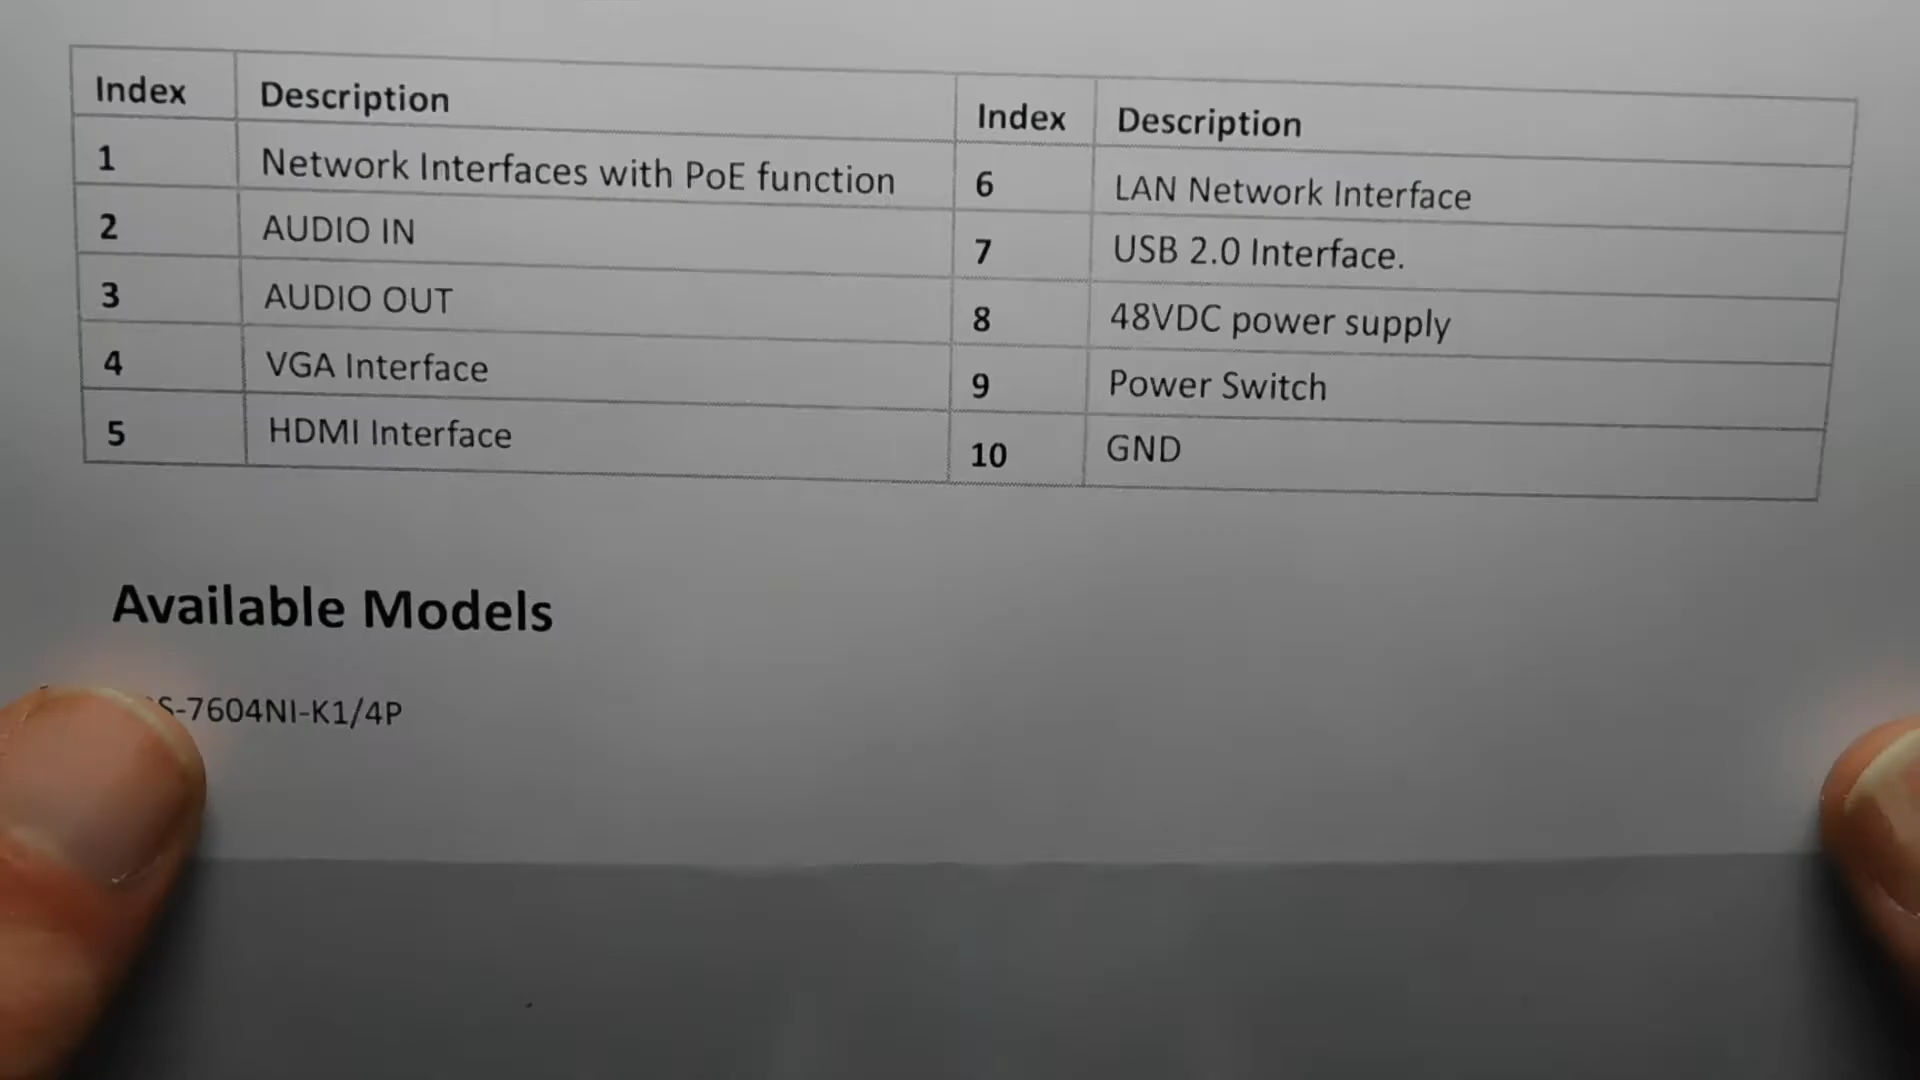 Index Description Index Description
1 Network Interfaces with PoE function 6 LAN Network Interface
2 AUDIO IN 7 USB 2.0 Interface.
3 AUDIO OUT 8 48VDC power supply
4 VGA Interface 9 Power Switch
5 HDMI Interface 10 GND
Available Models
S-7604NI-K1/4P